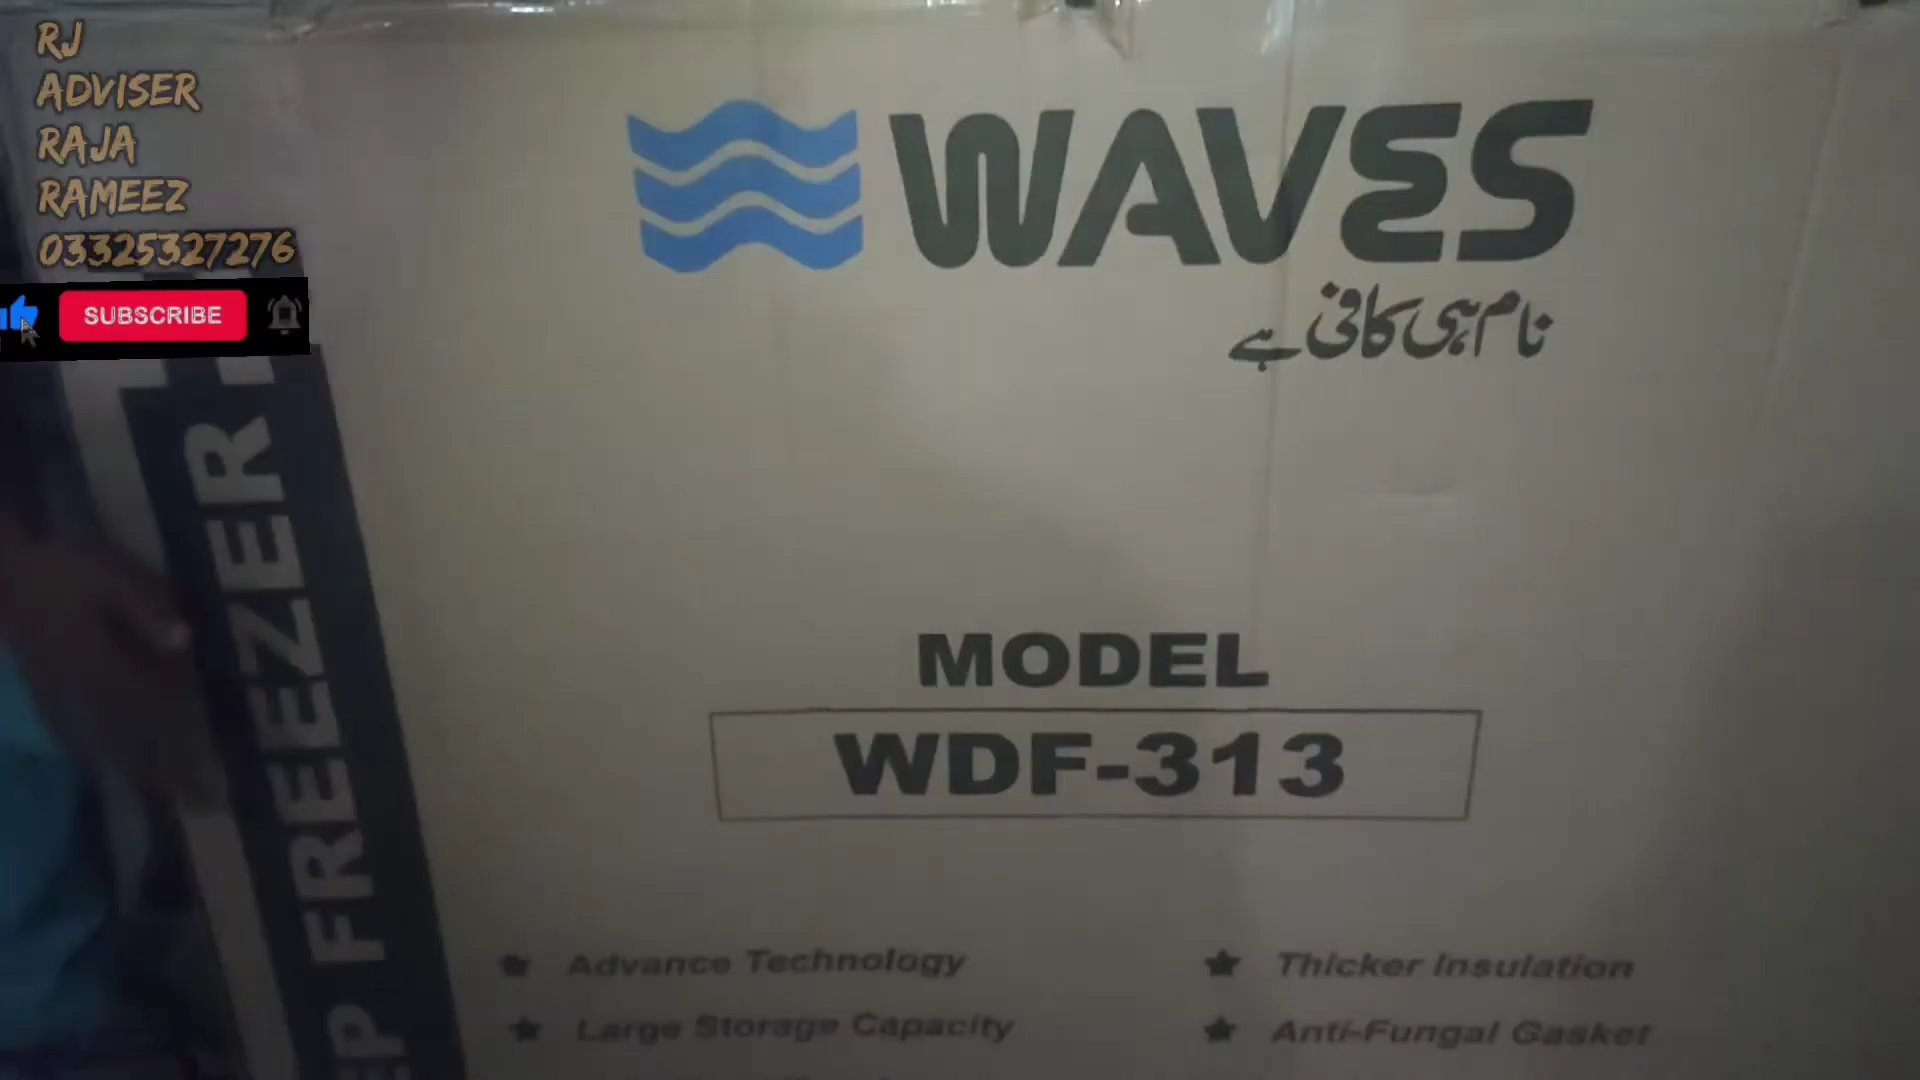 RJ
ADVISER
RAJA
RAMEEZ
03325327276
SUBSCRIBE
WAVES
نام ہی کافی ہے
MODEL
WDF-313
EP FREEZER
Advance Technology
Thicker Insulation
Large Storage Capacity
Anti-Fungal Gasket